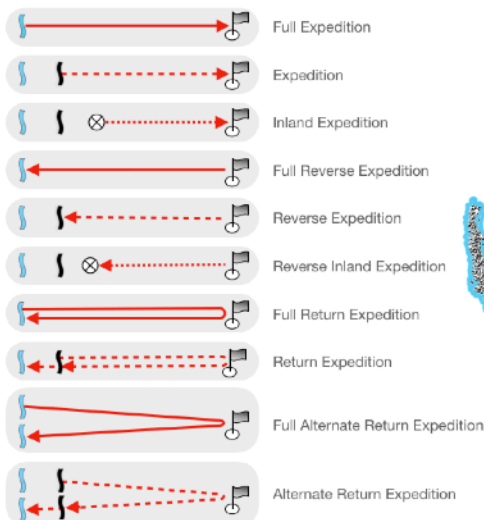 Full Expedition
Expedition
Inland Expedition
Full Reverse Expedition
Reverse Expedition
Reverse Inland Expedition
Full Return Expedition
Return Expedition
Full Alternate Return Expedition
Alternate Return Expedition